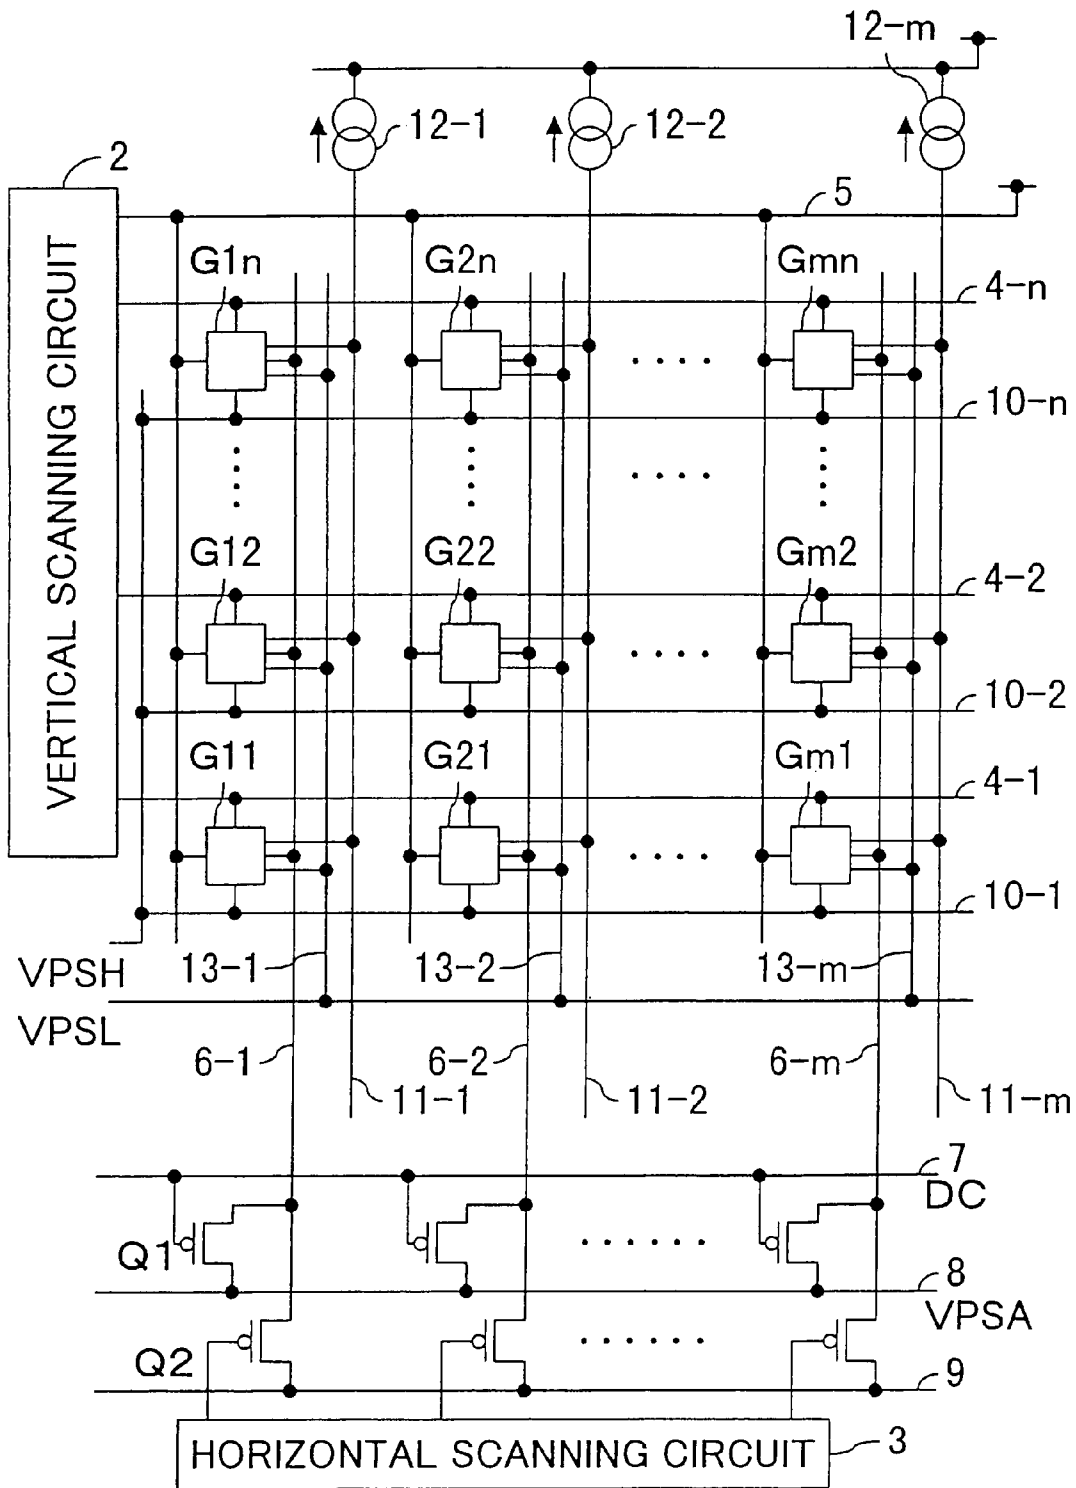 12-m
12-1
12-2
2
5
G1n
G2n
Gmn
4-n
10-n
VERTICAL SCANNING CIRCUIT
G12
G22
Gm2
4-2
10-2
G11
G21
Gm1
4-1
10-1
VPSH
13-1
13-2
13-m
VPSL
6-1
6-2
6-m
11-1
11-2
11-m
7
DC
Q1
8
VPSA
Q2
9
HORIZONTAL SCANNING CIRCUIT
3